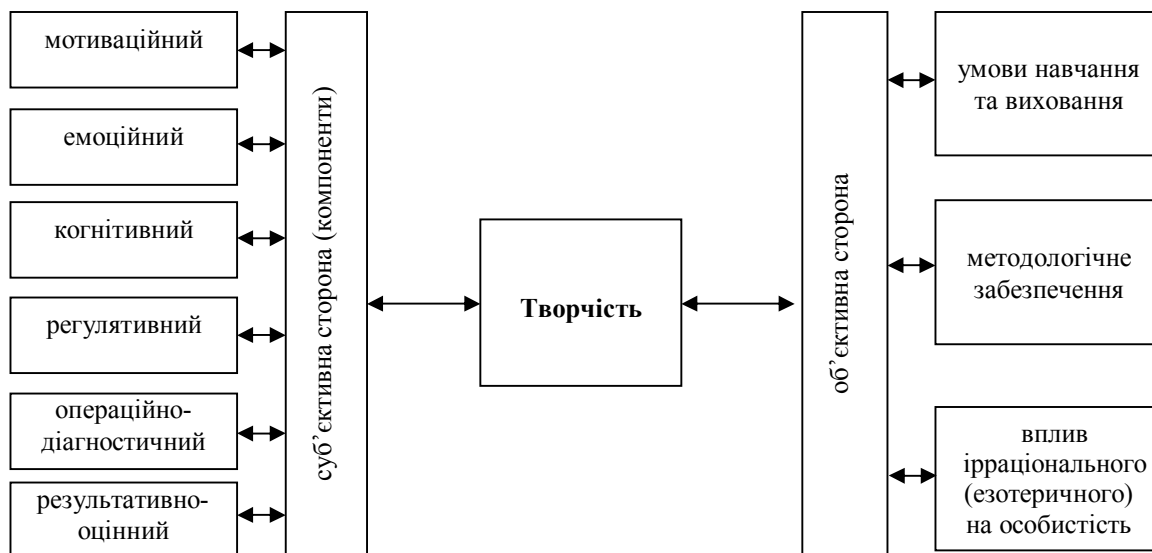 мотиваційний
емоційний
когнітивний
регулятивний
операційно-
діагностичний
результативно-
оцінний
суб’єктивна сторона (компоненти)
Творчість
об’єктивна сторона
умови навчання
та виховання
методологічне
забезпечення
вплив
ірраціонального
(езотеричного)
на особистість